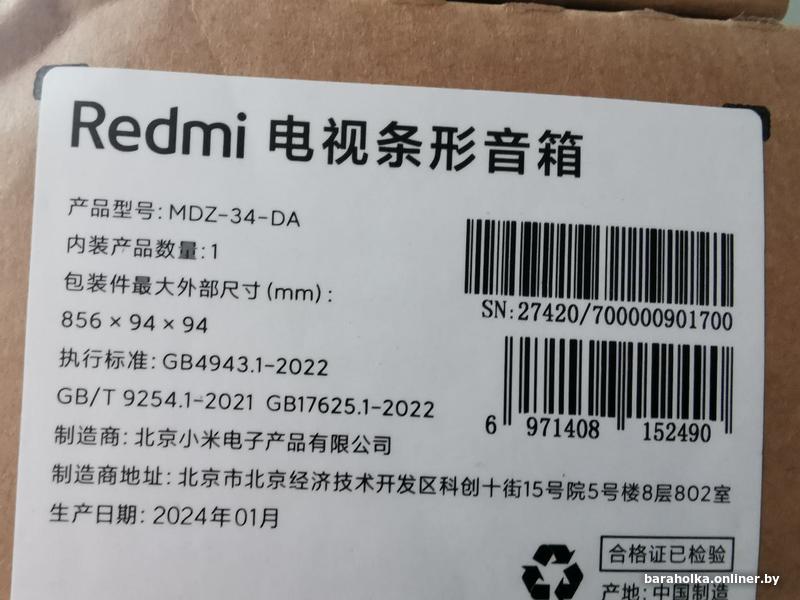 Redmi 电视条形音箱
产品型号: MDZ-34-DA
内装产品数量: 1
包装件最大外部尺寸 (mm) :
856 × 94 × 94
执行标准: GB4943.1-2022
GB/T 9254.1-2021 GB17625.1-2022
制造商: 北京小米电子产品有限公司
制造商地址: 北京市北京经济技术开发区科创十街15号院5号楼8层802室
生产日期: 2024年01月
SN:27420/700000901700
6 971408 152490
合格证已检验
产地: 中国制造
baraholka.onliner.by